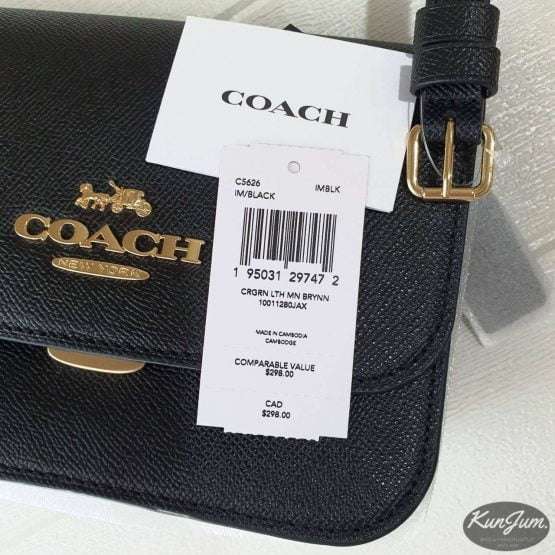 COACH
COACH
NEW YORK
C5626
IM/BLACK
IMBLK
1 95031 29747 2
CRGRN LTH MN BRYNN
10011280JAX
MADE IN CAMBODIA
CAMBODGE
COMPARABLE VALUE
$298.00
CAD
$298.00
KunJum.